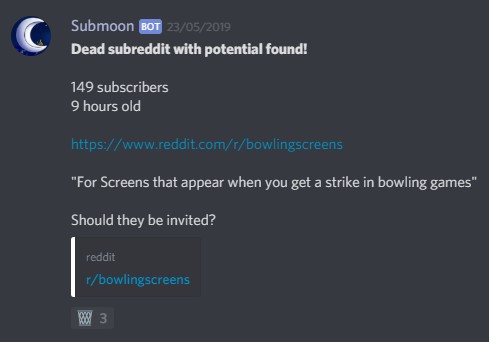 Submoon BOT 23/05/2019
Dead subreddit with potential found!
149 subscribers
9 hours old
https://www.reddit.com/r/bowlingscreens
"For Screens that appear when you get a strike in bowling games"
Should they be invited?
reddit
r/bowlingscreens
3